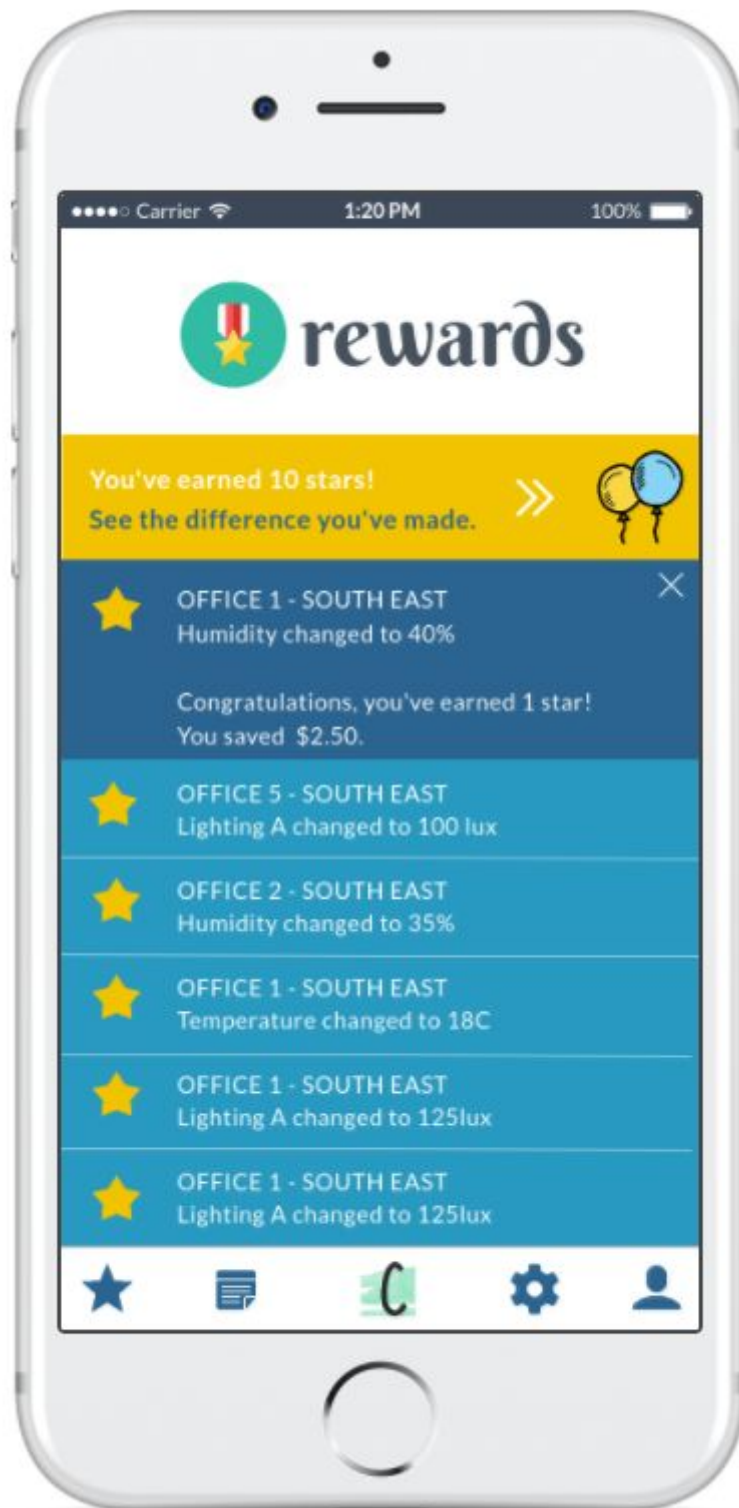 Carrier 1:20 PM 100%
rewards
You've earned 10 stars!
See the difference you've made.
OFFICE 1 - SOUTH EAST
Humidity changed to 40%
Congratulations, you've earned 1 star!
You saved $2.50.
OFFICE 5 - SOUTH EAST
Lighting A changed to 100 lux
OFFICE 2 - SOUTH EAST
Humidity changed to 35%
OFFICE 1 - SOUTH EAST
Temperature changed to 18C
OFFICE 1 - SOUTH EAST
Lighting A changed to 125lux
OFFICE 1 - SOUTH EAST
Lighting A changed to 125lux
C